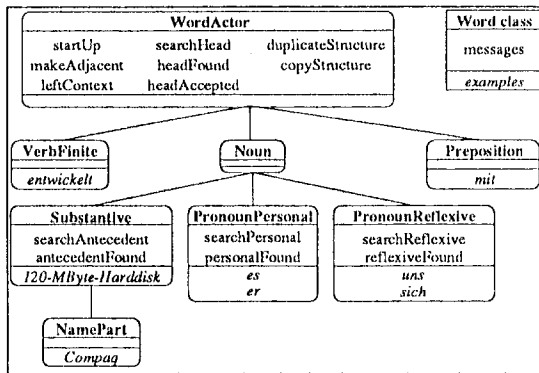 WordActor
startUp searchHead duplicateStructure
makeAdjacent headFound copyStructure
leftContext headAccepted
Word class
messages
examples
VerbFinite
entwickelt
Noun
Preposition
mit
Substantive
searchAntecedent
antecedentFound
120-MByte-Harddisk
PronounPersonal
searchPersonal
personalFound
es
er
PronounReflexive
searchReflexive
reflexiveFound
uns
sich
NamePart
Compaq